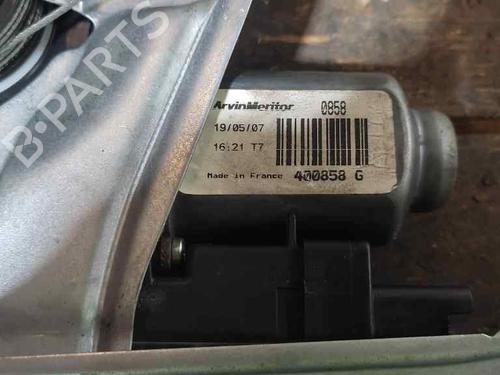 ArvinMeritor 0858
19/05/07
16:21 T7
Made in France 400858 G
B-PARTS